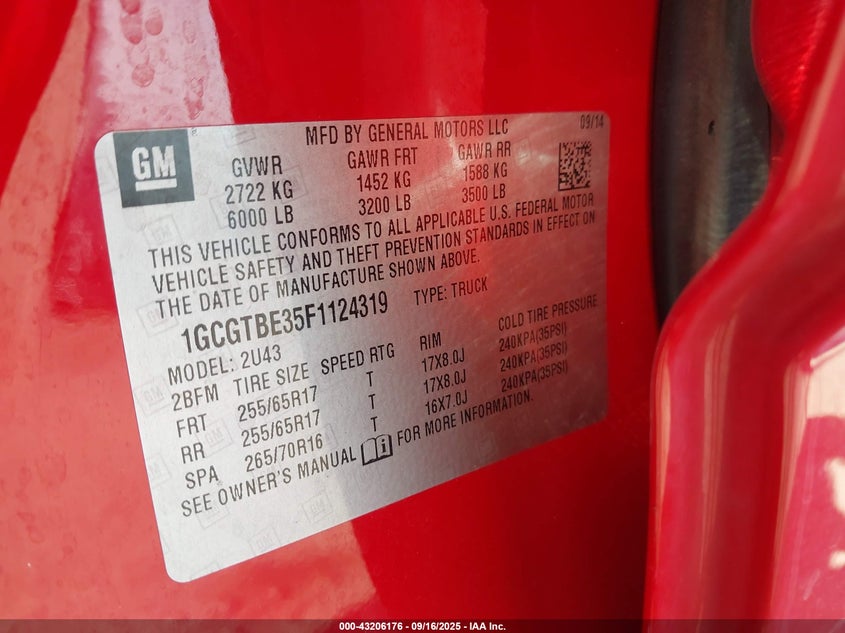 MFD BY GENERAL MOTORS LLC 09/14
GM
GVWR GAWR FRT GAWR RR
2722 KG 1452 KG 1588 KG
6000 LB 3200 LB 3500 LB
THIS VEHICLE CONFORMS TO ALL APPLICABLE U.S. FEDERAL MOTOR
VEHICLE SAFETY AND THEFT PREVENTION STANDARDS IN EFFECT ON
THE DATE OF MANUFACTURE SHOWN ABOVE.
1GCGTBE35F1124319 TYPE: TRUCK
MODEL: 2U43
2BFM TIRE SIZE SPEED RTG RIM COLD TIRE PRESSURE
FRT 255/65R17 T 17X8.0J 240KPA(35PSI)
RR 255/65R17 T 17X8.0J 240KPA(35PSI)
SPA 265/70R16 T 16X7.0J 240KPA(35PSI)
SEE OWNER'S MANUAL FOR MORE INFORMATION.
000-43206176 - 09/16/2025 - IAA Inc.